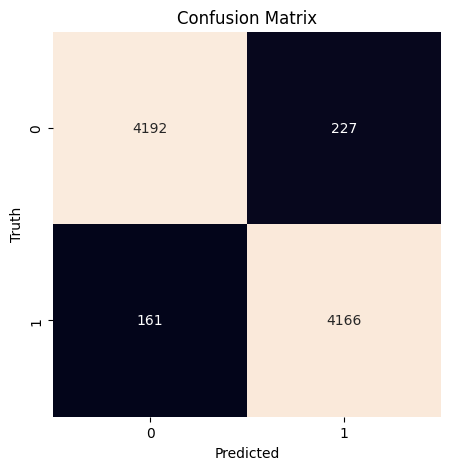 Confusion Matrix
0
4192
227
Truth
1
161
4166
0
1
Predicted